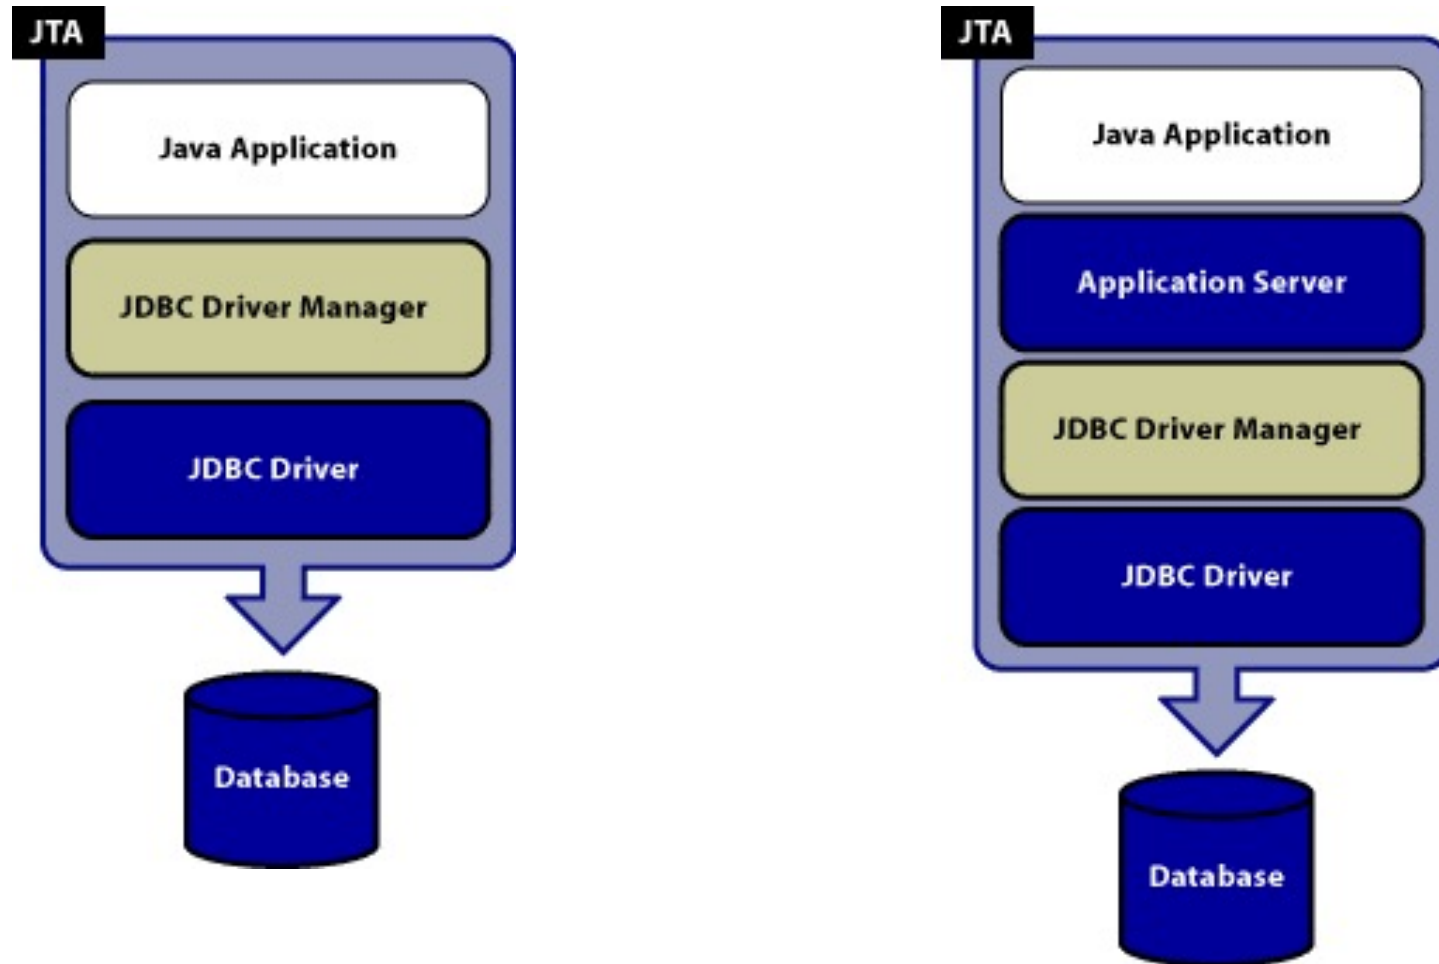 JTA
Java Application
JDBC Driver Manager
JDBC Driver
Database
JTA
Java Application
Application Server
JDBC Driver Manager
JDBC Driver
Database